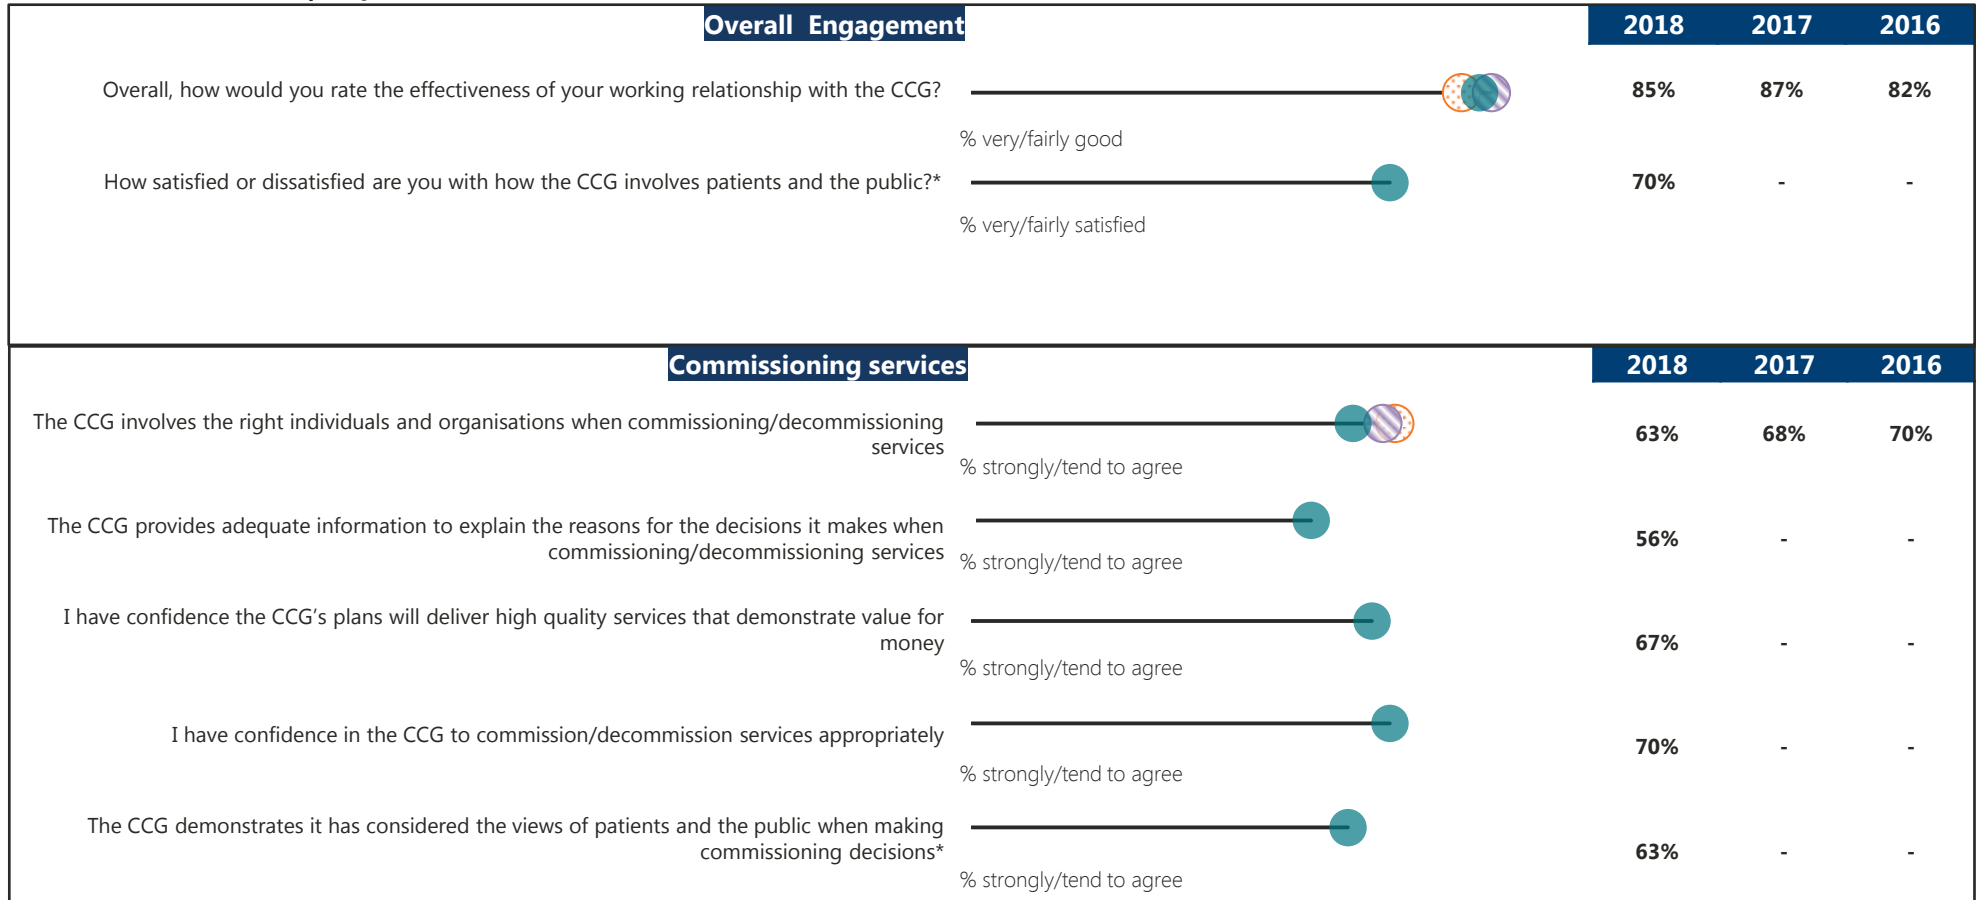 Overall Engagement 2018 2017 2016
Overall, how would you rate the effectiveness of your working relationship with the CCG? 85% 87% 82%
% very/fairly good
How satisfied or dissatisfied are you with how the CCG involves patients and the public?* 70% - -
% very/fairly satisfied
Commissioning services 2018 2017 2016
The CCG involves the right individuals and organisations when commissioning/decommissioning
services 63% 68% 70%
% strongly/tend to agree
The CCG provides adequate information to explain the reasons for the decisions it makes when
commissioning/decommissioning services 56% - -
% strongly/tend to agree
I have confidence the CCG’s plans will deliver high quality services that demonstrate value for
money 67% - -
% strongly/tend to agree
I have confidence in the CCG to commission/decommission services appropriately 70% - -
% strongly/tend to agree
The CCG demonstrates it has considered the views of patients and the public when making
commissioning decisions* 63% - -
% strongly/tend to agree